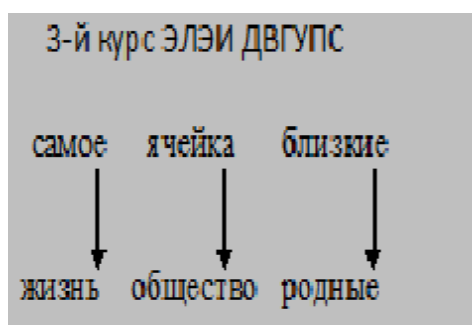 3-й курс ЭЛЭИ ДВГУПС
самое ячейка близкие
жизнь общество родные